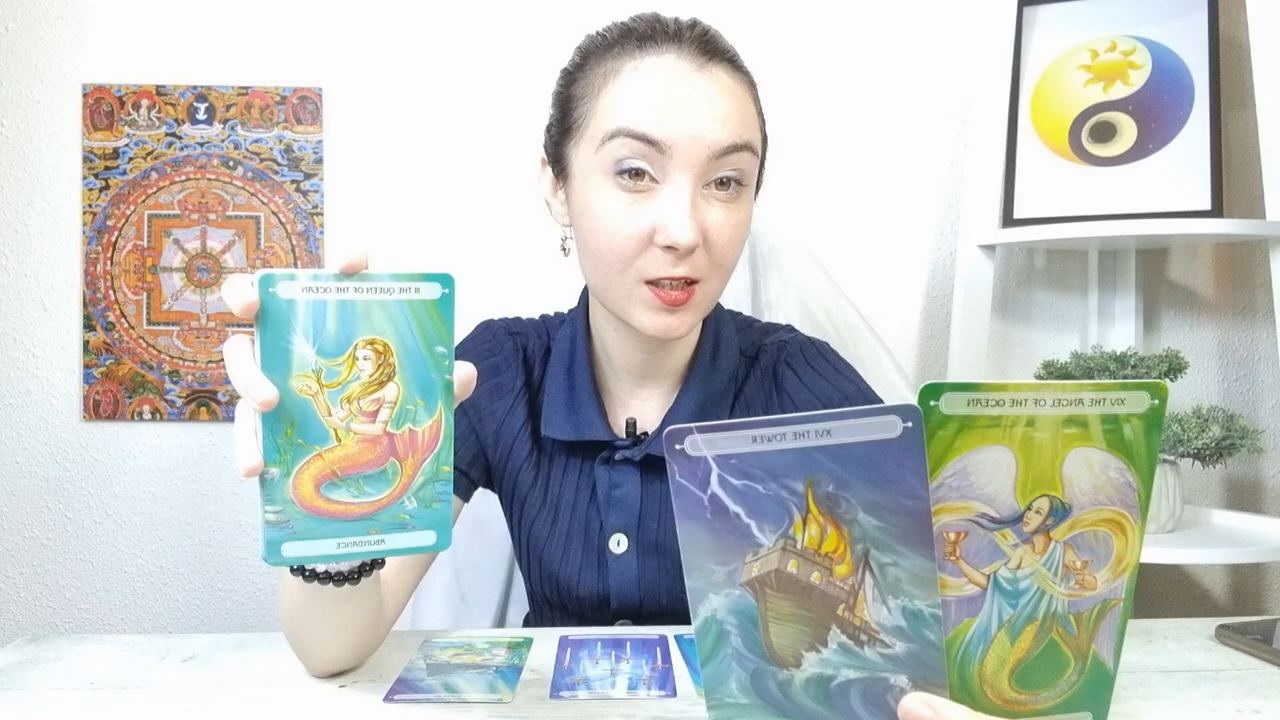 III THE QUEEN OF THE OCEAN
ABUNDANCE
XVI THE TOWER
XIV THE ANGEL OF THE OCEAN